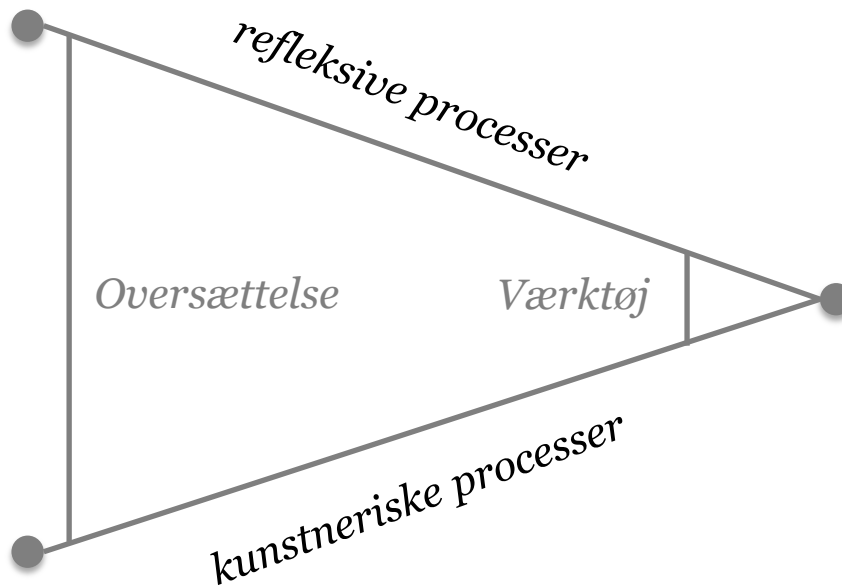 refleksive processer
Oversættelse
Værktøj
kunstneriske processer